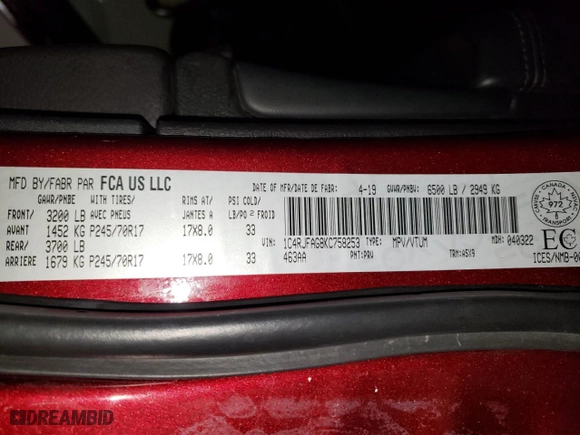 MFD BY/FABR PAR FCA US LLC
DATE OF MFR/DATE DE FABR: 4-19 GVWR/PNBV: 6500 LB / 2949 KG
GAWR/PNBE WITH TIRES/ RIMS AT/ PSI COLD/
FRONT/ 3200 LB AVEC PNEUS JANTES A LB/PO² FROID
AVANT 1452 KG P245/70R17 17X8.0 33
REAR/ 3700 LB
ARRIERE 1679 KG P245/70R17 17X8.0 33
VIN: 1C4RJFAG8KC758253 TYPE: MPV/VTUM MDH: 040322
463AA PNT: PRV TRM: A5X9
CANADA
972
TRANSPORT
EC
ICES/NMB-00
DREAMBID